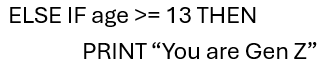 ELSE IF age >= 13 THEN
PRINT “You are Gen Z”